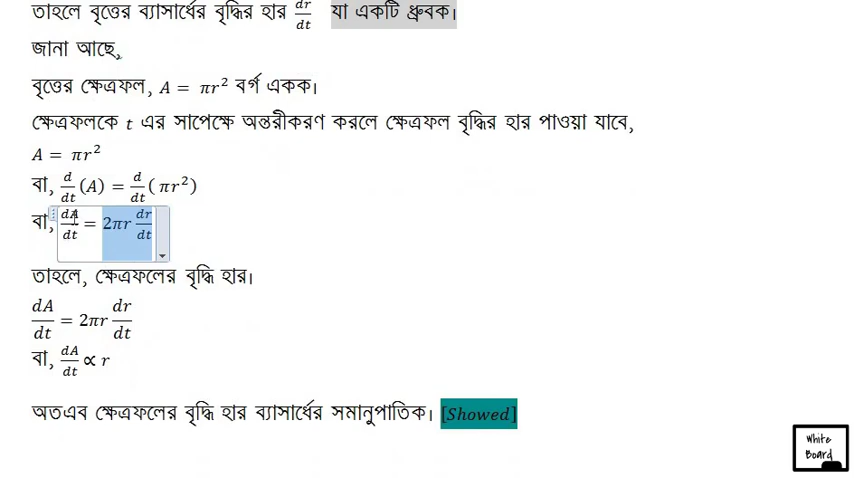 তাহলে বৃত্তের ব্যাসার্ধের বৃদ্ধির হার dr/dt যা একটি ধ্রুবক।
জানা আছে,
বৃত্তের ক্ষেত্রফল, A = πr² বর্গ একক।
ক্ষেত্রফলকে t এর সাপেক্ষে অন্তরীকরণ করলে ক্ষেত্রফল বৃদ্ধির হার পাওয়া যাবে,
A = πr²
বা, d/dt (A) = d/dt ( πr²)
বা, dA/dt = 2πr dr/dt
তাহলে, ক্ষেত্রফলের বৃদ্ধি হার।
dA/dt = 2πr dr/dt
বা, dA/dt ∝ r
অতএব ক্ষেত্রফলের বৃদ্ধি হার ব্যাসার্ধের সমানুপাতিক। [Showed]
White
Board